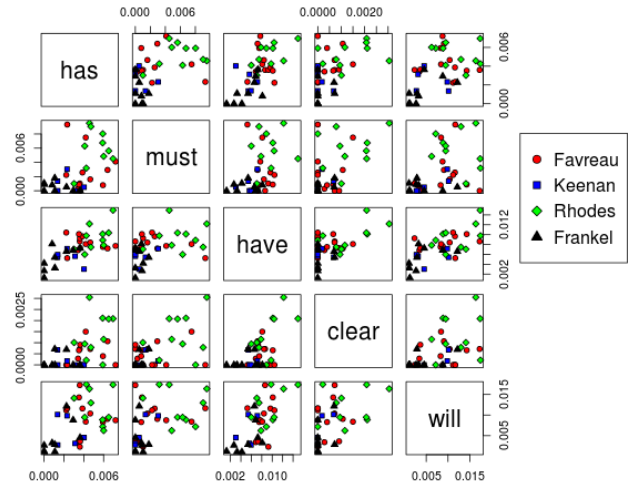 0.000 0.006 0.0000 0.0020
has 0.000 0.006
0.000 0.006 must Favreau
Keenan
Rhodes
Frankel
have 0.002 0.012
0.0000 0.0025 clear
will 0.005 0.015
0.000 0.006 0.002 0.010 0.005 0.015